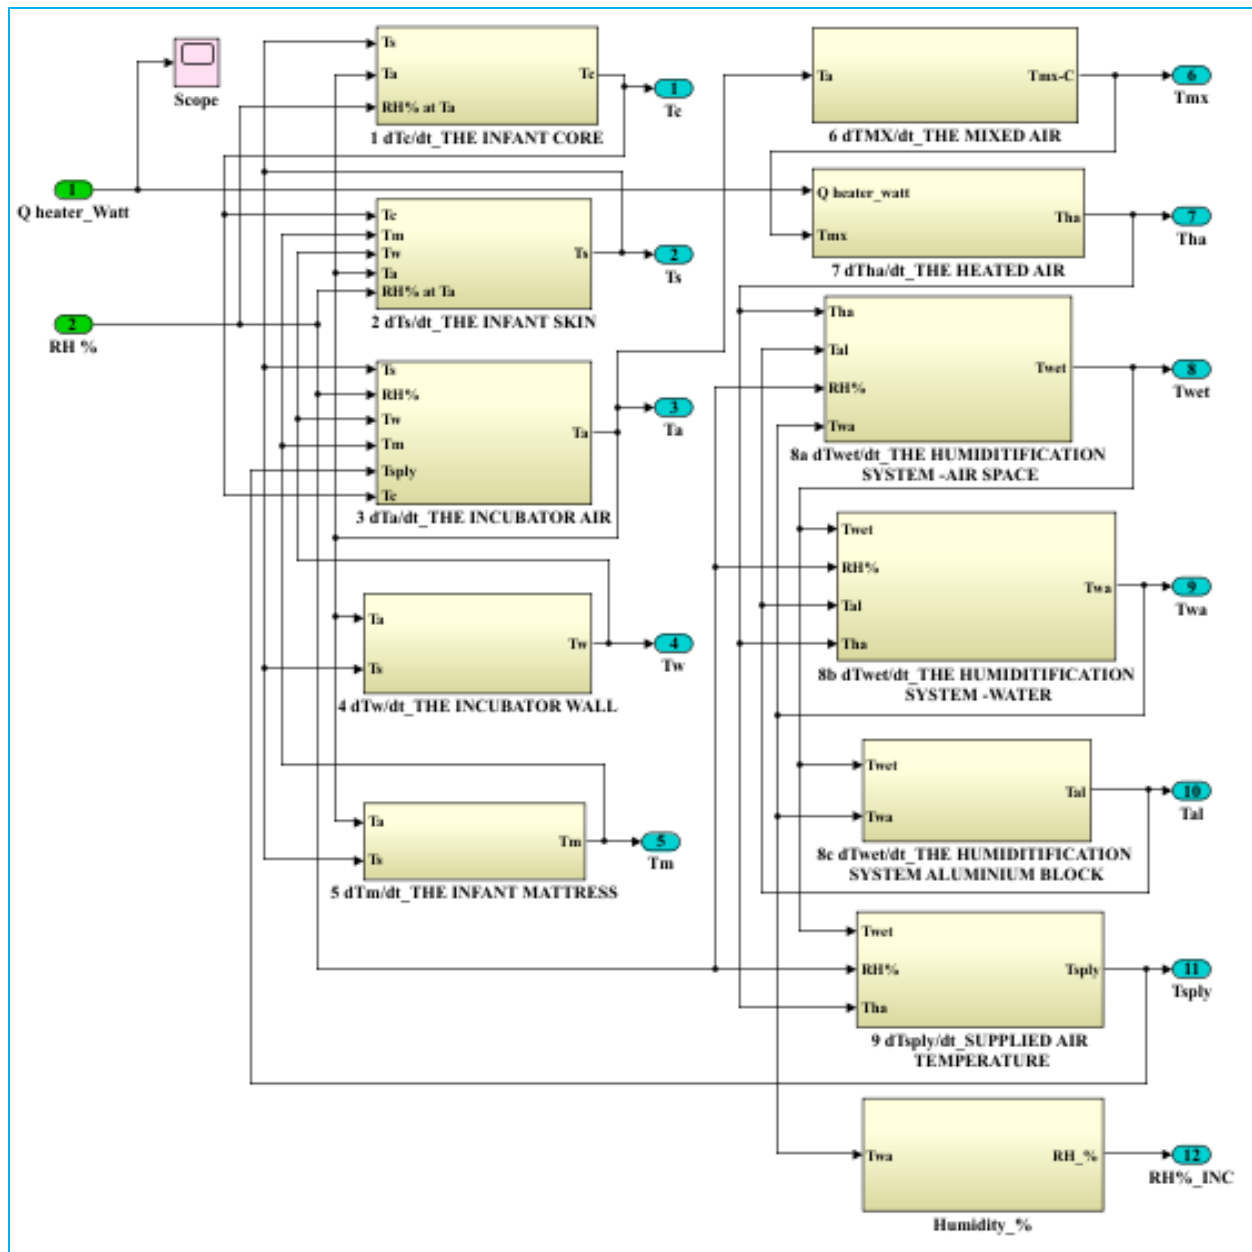 Scope
1
Q heater_Watt
2
RH %
Ts
Ta
RH% at Ta
Tc
1 dTc/dt_THE INFANT CORE
1
Tc
Tc
Tm
Tw
Ta
RH% at Ta
Ts
2 dTs/dt_THE INFANT SKIN
2
Ts
Ts
RH%
Tw
Tm
Tsply
Tc
Ta
3 dTa/dt_THE INCUBATOR AIR
3
Ta
Ta
Ts
Tw
4 dTw/dt_THE INCUBATOR WALL
4
Tw
Ta
Ts
Tm
5 dTm/dt_THE INFANT MATTRESS
5
Tm
Ta
Tmx-C
6 dTMX/dt_THE MIXED AIR
6
Tmx
Q heater_watt
Tmx
Tha
7 dTha/dt_THE HEATED AIR
7
Tha
Tha
Tal
RH%
Twa
Twet
8a dTwet/dt_THE HUMIDITIFICATION
SYSTEM -AIR SPACE
8
Twet
Twet
RH%
Tal
Tha
Twa
8b dTwet/dt_THE HUMIDITIFICATION
SYSTEM -WATER
9
Twa
Twet
Twa
Tal
8c dTwet/dt_THE HUMIDITIFICATION
SYSTEM ALUMINIUM BLOCK
10
Tal
Twet
RH%
Tha
Tsply
9 dTsply/dt_SUPPLIED AIR
TEMPERATURE
11
Tsply
Twa
RH_%
Humidity_%
12
RH%_INC